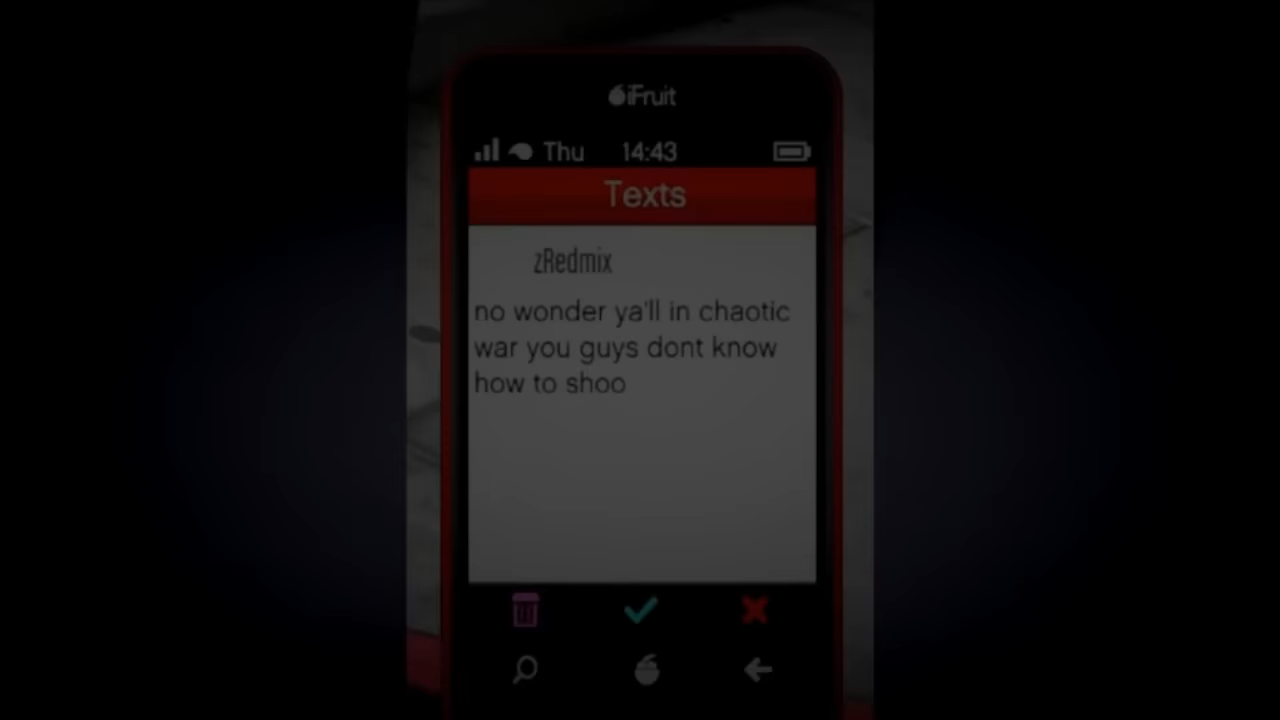 iFruit
Thu 14:43
Texts
zRedmix
no wonder ya'll in chaotic
war you guys dont know
how to shoo